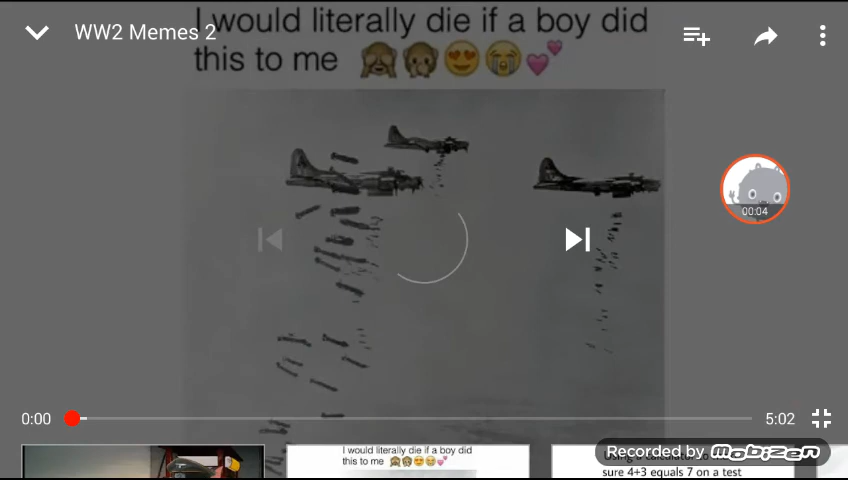 I would literally die if a boy did
this to me 🙈🙊😍😭💕
WW2 Memes 2
00:04
0:00
5:02
I would literally die if a boy did
this to me 🙈🙊😍😭💕
Recorded by mobizen
sure 4+3 equals 7 on a test